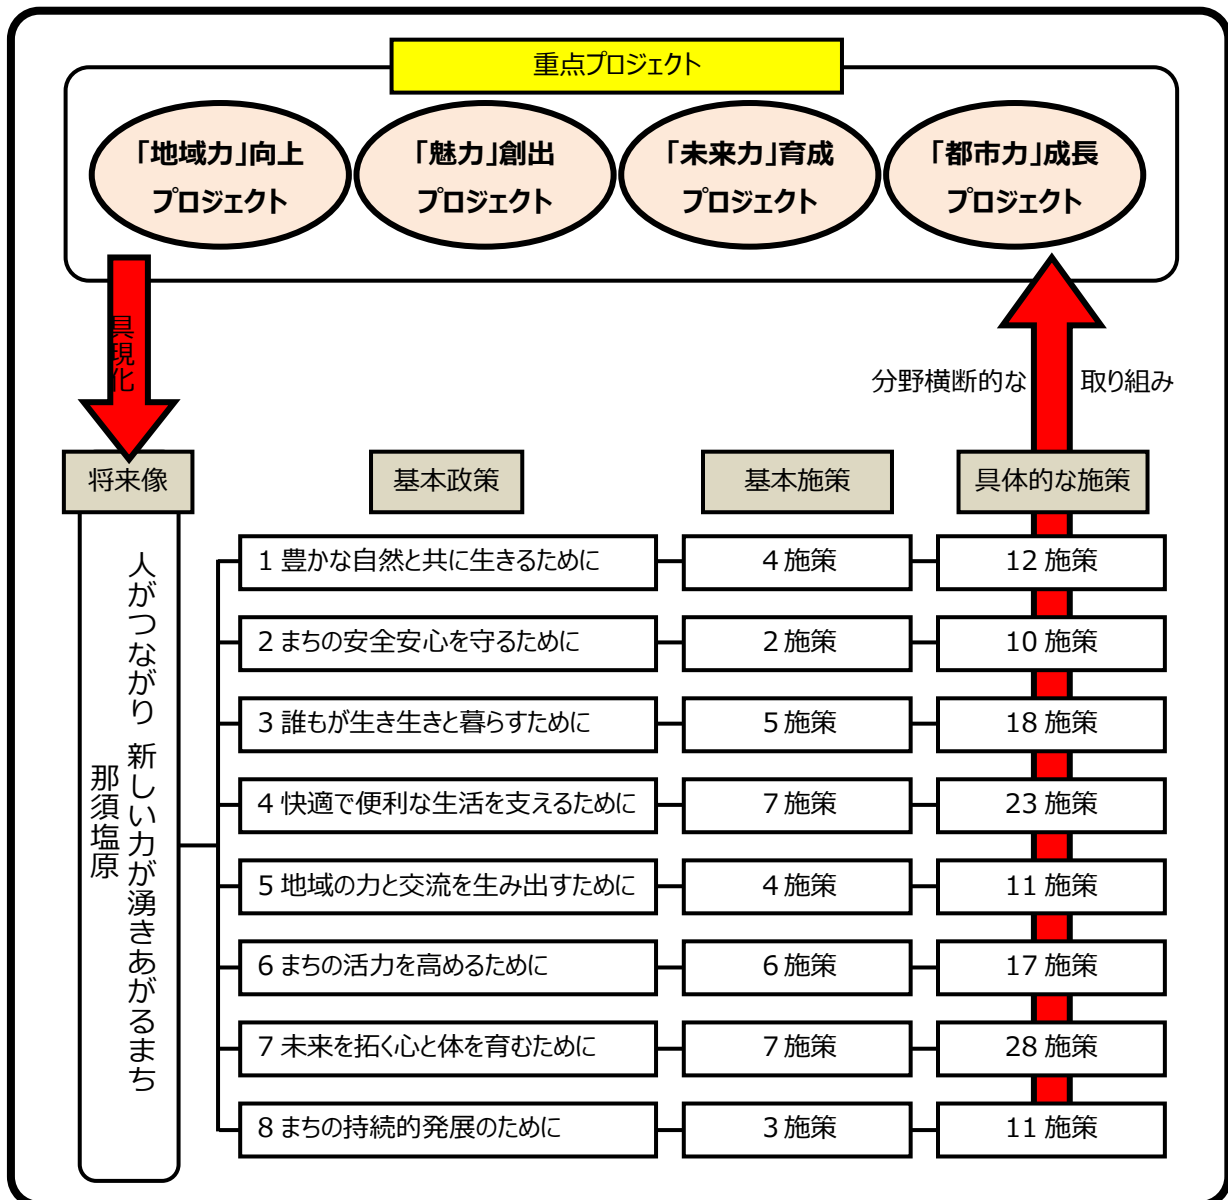 重点プロジェクト
「地域力」向上
プロジェクト
「魅力」創出
プロジェクト
「未来力」育成
プロジェクト
「都市力」成長
プロジェクト
具現化
分野横断的な
取り組み
将来像
基本政策
基本施策
具体的な施策
人がつながり 新しい力が湧きあがるまち
那須塩原
1 豊かな自然と共に生きるために
4 施策
12 施策
2 まちの安全安心を守るために
2 施策
10 施策
3 誰もが生き生きと暮らすために
5 施策
18 施策
4 快適で便利な生活を支えるために
7 施策
23 施策
5 地域の力と交流を生み出すために
4 施策
11 施策
6 まちの活力を高めるために
6 施策
17 施策
7 未来を拓く心と体を育むために
7 施策
28 施策
8 まちの持続的発展のために
3 施策
11 施策